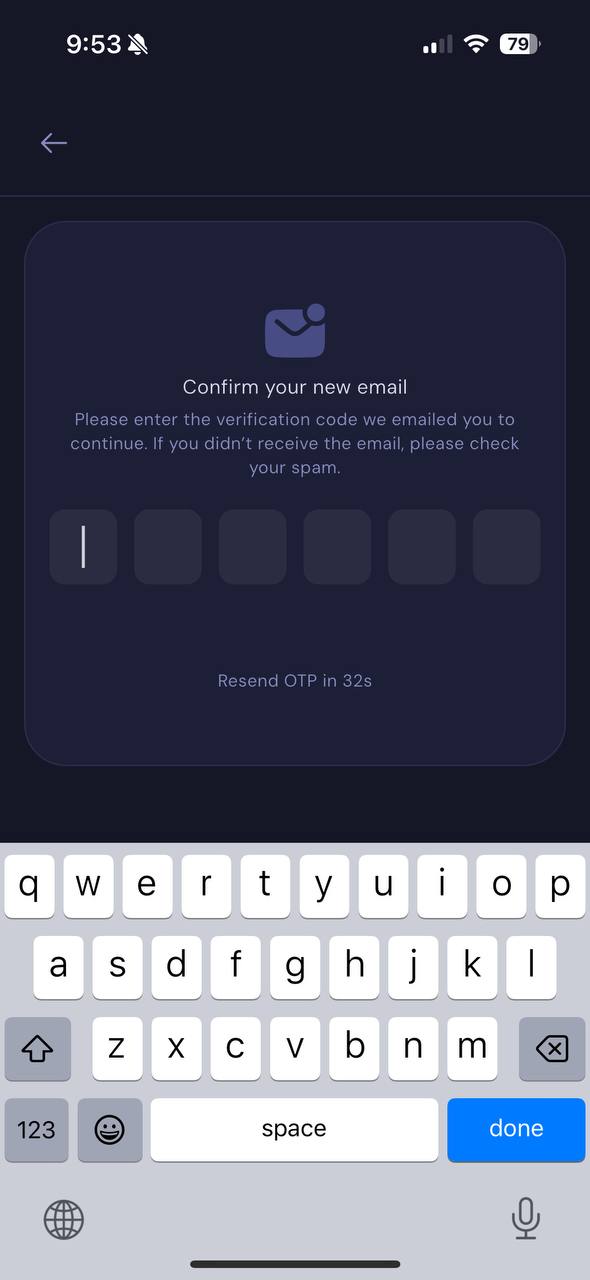 9:53
79
Confirm your new email
Please enter the verification code we emailed you to
continue. If you didn’t receive the email, please check
your spam.
Resend OTP in 32s
q w e r t y u i o p
a s d f g h j k l
z x c v b n m
123 space done